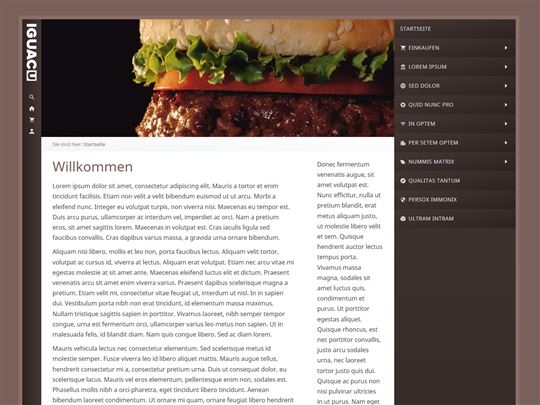 IGUACU
STARTSEITE
EINKAUFEN
LOREM IPSUM
SED DOLOR
QUID NUNC PRO
IN OPTEM
PER SETEM OPTEM
NUMMIS MATRIX
QUALITAS TANTUM
PERSOX IMMONIX
ULTRAM INTRAM
Sie sind hier: Startseite
Willkommen
Lorem ipsum dolor sit amet, consectetur adipiscing elit. Mauris a tortor et enim
tincidunt facilisis. Etiam non velit a velit bibendum euismod ut ut arcu. Morbi a
eleifend nunc. Integer eu volutpat turpis, non viverra nisi. Maecenas eu tempor est.
Duis arcu purus, ullamcorper ac interdum vel, imperdiet ac orci. Nam a pretium
eros, sit amet sagittis lorem. Suspendisse potenti. Cras iaculis ligula sed
faucibus convallis. Cras dapibus varius massa, a gravida urna ornare bibendum.
Aliquam nisi libero, mollis et leo non, porta faucibus lectus. Aliquam velit tortor,
volutpat ac cursus id, viverra at lectus. Aliquam erat volutpat. Etiam nec arcu vitae mi
egestas molestie at sit amet ante. Maecenas eleifend luctus elit et dictum. Praesent
venenatis arcu sit amet enim viverra varius. Praesent dapibus scelerisque magna a
pretium. Etiam velit mi, consectetur vitae feugiat ut, interdum ut nisl. In in sapien
dui. Vestibulum porta nibh non erat tincidunt, id elementum massa maximus.
Nullam tristique sagittis sapien in porttitor. Vivamus laoreet, nibh semper tempor
congue, urna est fermentum orci, ullamcorper varius leo metus non sapien. Ut in
malesuada felis, id blandit diam. Nam quis congue libero. Sed ac diam lorem.
Mauris vehicula lectus nec consectetur elementum. Sed scelerisque metus id
molestie semper. Fusce viverra leo id libero aliquet mattis. Mauris augue tellus,
hendrerit consectetur mi a, consectetur pretium urna. Duis ut consequat dolor, eu
scelerisque lacus. Mauris vel eros elementum, pellentesque enim non, sodales est.
Phasellus mollis nibh a orci pharetra, eget tincidunt libero tincidunt. Aenean
bibendum laoreet condimentum. Ut ornare mi quam, ornare feugiat libero hendrerit
Donec fermentum
venenatis augue, sit
amet volutpat est.
Nunc efficitur, nulla ut
pretium blandit, erat
metus aliquam justo,
ut molestie libero velit
et sem. Quisque
hendrerit auctor lectus
tempus porta.
Vivamus massa
magna, sodales sit
amet luctus quis,
condimentum et
purus. Ut porttitor
egestas aliquet.
Quisque rhoncus, est
nec porttitor convallis,
justo arcu sodales
urna, nec laoreet
tortor justo quis dui.
Quisque ac purus non
nisi pulvinar ultricies
in ut purus. Nam eget